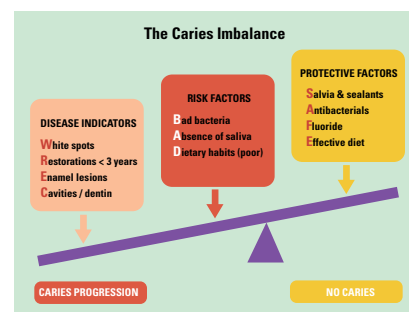 The Caries Imbalance
DISEASE INDICATORS
White spots
Restorations < 3 years
Enamel lesions
Cavities / dentin
RISK FACTORS
Bad bacteria
Absence of saliva
Dietary habits (poor)
PROTECTIVE FACTORS
Salvia & sealants
Antibacterials
Fluoride
Effective diet
CARIES PROGRESSION
NO CARIES